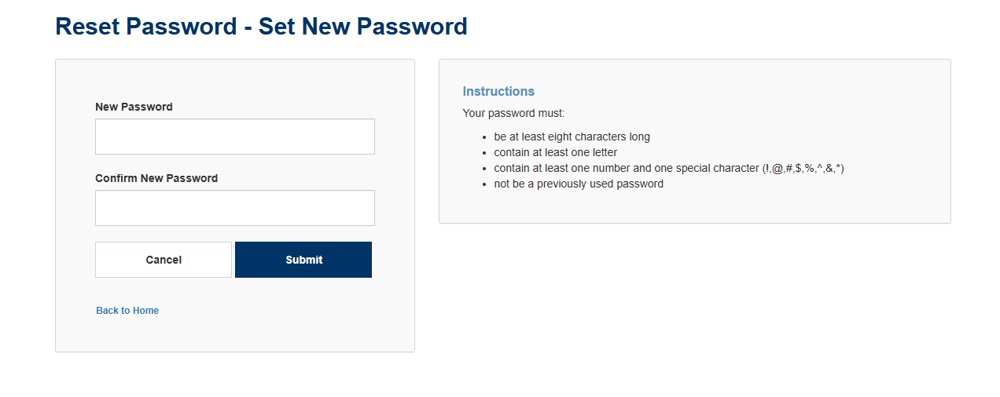 Reset Password - Set New Password
New Password
Confirm New Password
Cancel
Submit
Back to Home
Instructions
Your password must:
• be at least eight characters long
• contain at least one letter
• contain at least one number and one special character (!,@,#,$,%,^,&,*)
• not be a previously used password